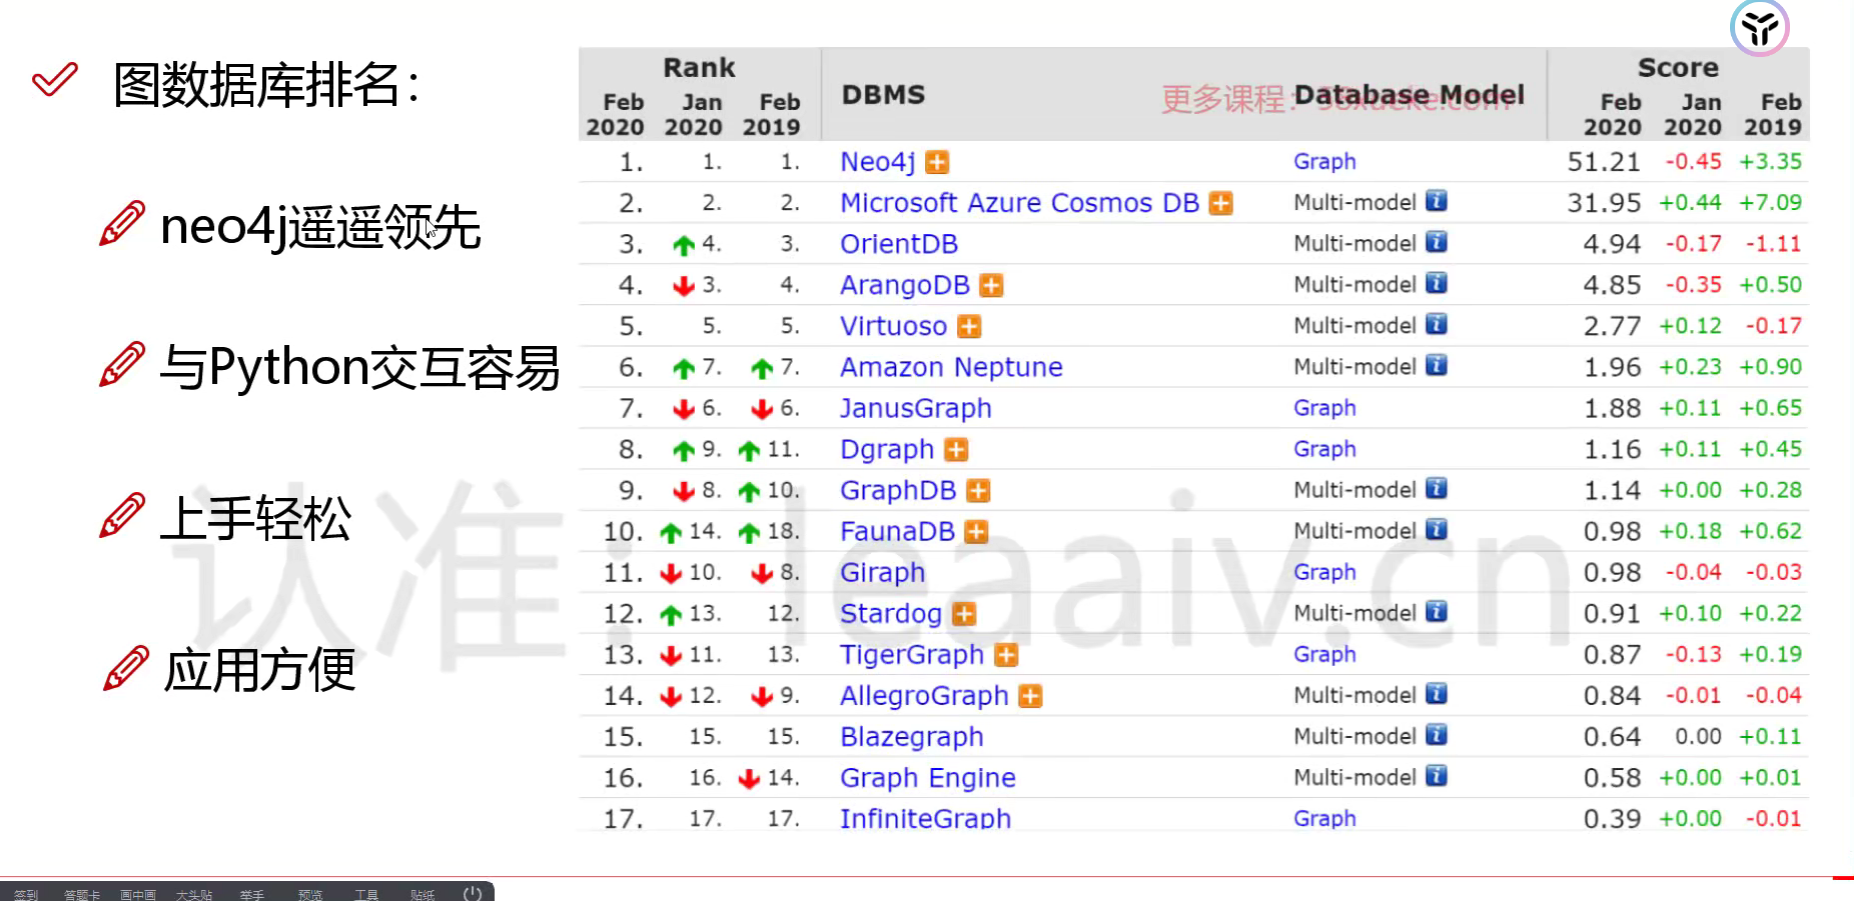 图数据库排名：
neo4j遥遥领先
与Python交互容易
上手轻松
应用方便
Rank DBMS Database Model Score
更多课程：
Feb 2020 Jan 2020 Feb 2019 Feb 2020 Jan 2020 Feb 2019
1. 1. 1. Neo4j Graph 51.21 -0.45 +3.35
2. 2. 2. Microsoft Azure Cosmos DB Multi-model 31.95 +0.44 +7.09
3. 4. 3. OrientDB Multi-model 4.94 -0.17 -1.11
4. 3. 4. ArangoDB Multi-model 4.85 -0.35 +0.50
5. 5. 5. Virtuoso Multi-model 2.77 +0.12 -0.17
6. 7. 7. Amazon Neptune Multi-model 1.96 +0.23 +0.90
7. 6. 6. JanusGraph Graph 1.88 +0.11 +0.65
8. 9. 11. Dgraph Graph 1.16 +0.11 +0.45
9. 8. 10. GraphDB Multi-model 1.14 +0.00 +0.28
10. 14. 18. FaunaDB Multi-model 0.98 +0.18 +0.62
11. 10. 8. Giraph Graph 0.98 -0.04 -0.03
12. 13. 12. Stardog Multi-model 0.91 +0.10 +0.22
13. 11. 13. TigerGraph Graph 0.87 -0.13 +0.19
14. 12. 9. AllegroGraph Multi-model 0.84 -0.01 -0.04
15. 15. 15. Blazegraph Multi-model 0.64 0.00 +0.11
16. 16. 14. Graph Engine Multi-model 0.58 +0.00 +0.01
17. 17. 17. InfiniteGraph Graph 0.39 +0.00 -0.01
认准：leaaiv.cn
签到 答题卡 画中画 大头贴 举手 预览 工具 贴纸